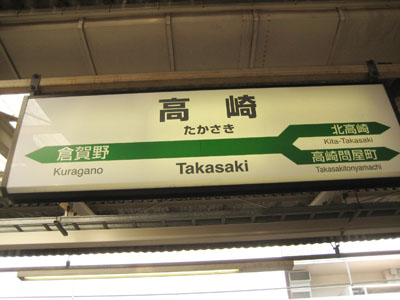 高崎
たかさき
Takasaki
倉賀野
Kuragano
北高崎
Kita-Takasaki
高崎問屋町
Takasakitonyamachi